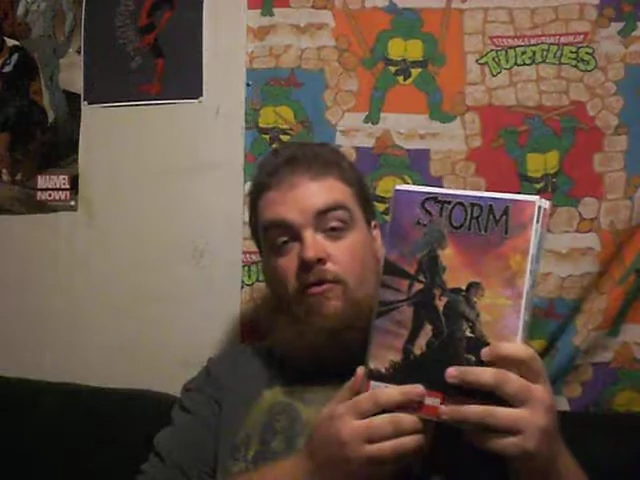 TEENAGE MUTANT NINJA
TURTLES
MARVEL
NOW!
STORM